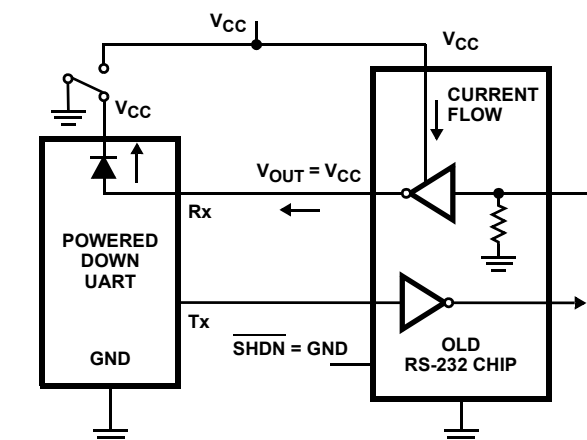 VCC
VCC
VCC
CURRENT
FLOW
VOUT = VCC
Rx
POWERED
DOWN
UART
Tx
GND
SHDN = GND
OLD
RS-232 CHIP